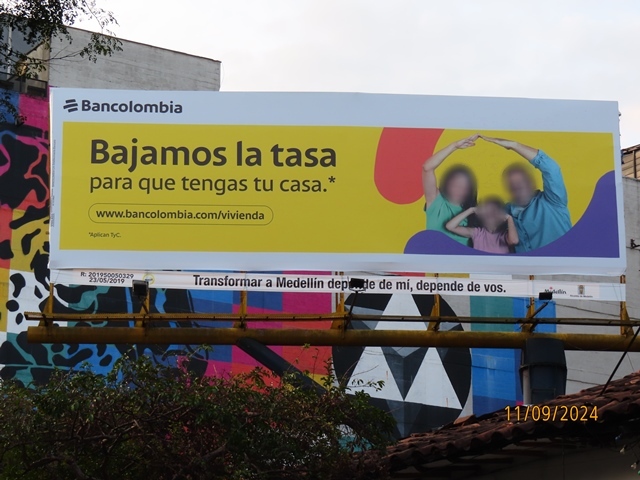 Bancolombia
Bajamos la tasa
para que tengas tu casa.*
www.bancolombia.com/vivienda
*Aplican TyC.
R: 201950050329
23/05/2019
Transformar a Medellín depende de mí, depende de vos.
Medellín
11/09/2024